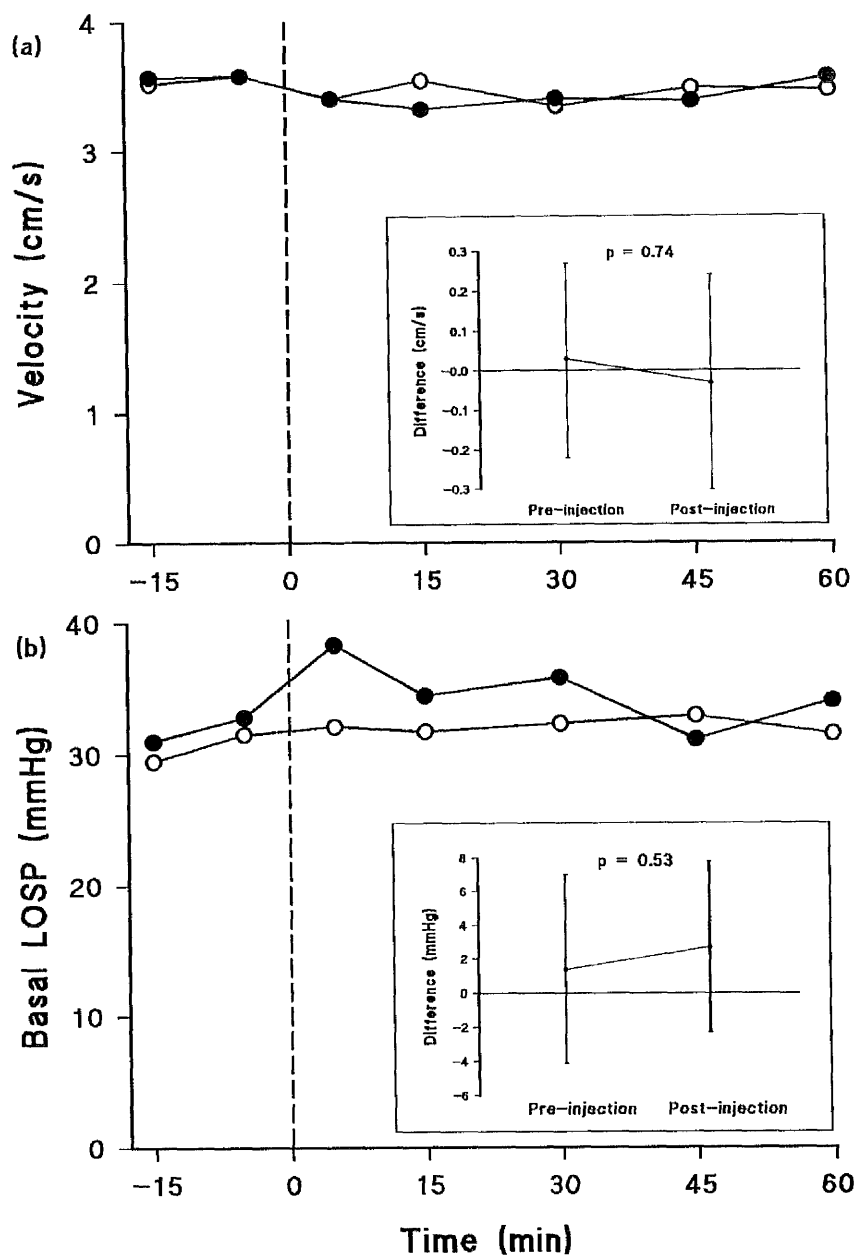 (a)
Velocity (cm/s)
4
3
2
1
0
p = 0.74
Difference (cm/s)
0.3
0.2
0.1
-0.0
-0.1
-0.2
-0.3
Pre-injection Post-injection
-15 0 15 30 45 60
(b)
Basal LOSP (mmHg)
40
30
20
10
0
p = 0.53
Difference (mmHg)
8
6
4
2
0
-2
-4
-6
Pre-injection Post-injection
-15 0 15 30 45 60
Time (min)